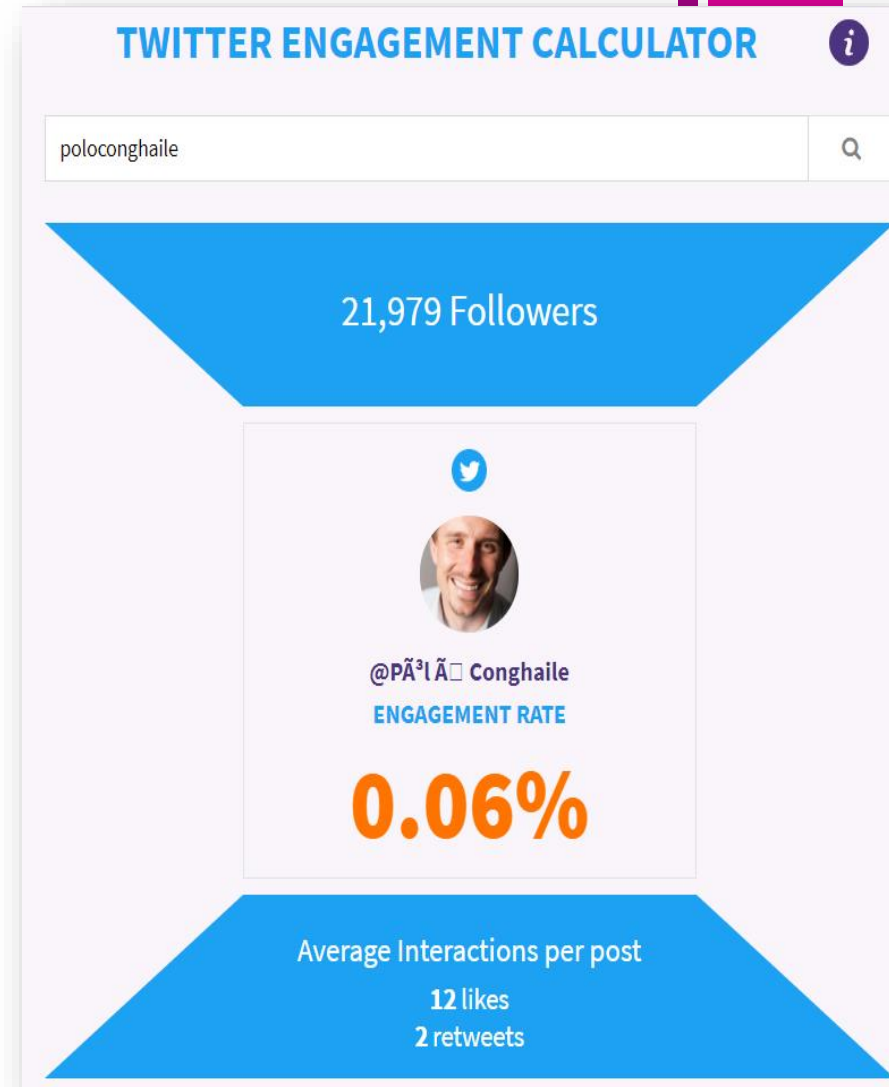 TWITTER ENGAGEMENT CALCULATOR i
poloconghaile
21,979 Followers
@PÃ³l Ã□ Conghaile
ENGAGEMENT RATE
0.06%
Average Interactions per post
12 likes
2 retweets